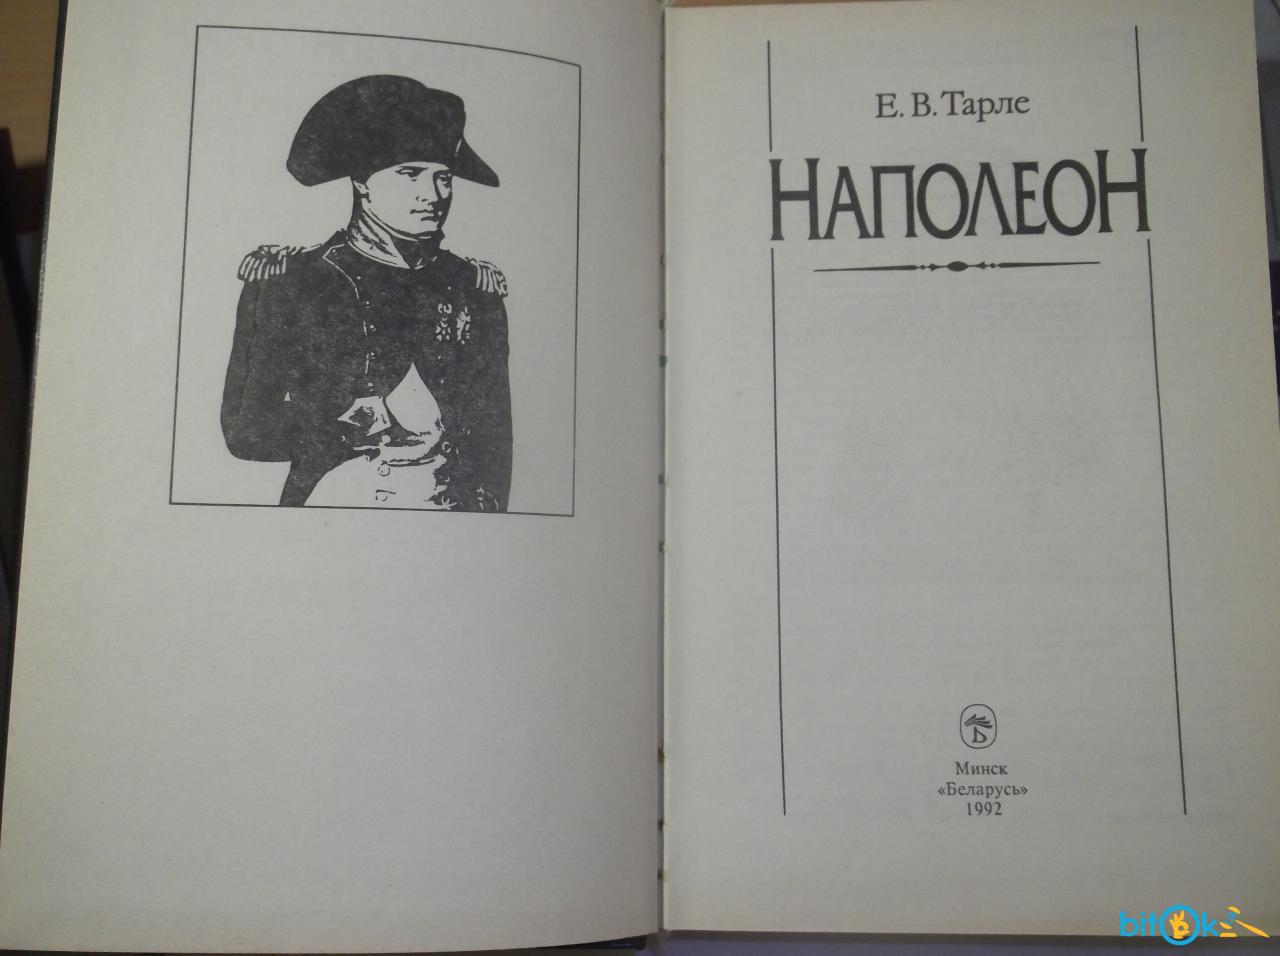 Е. В. Тарле
НАПОЛЕОН
Б
Минск
«Беларусь»
1992
bitok